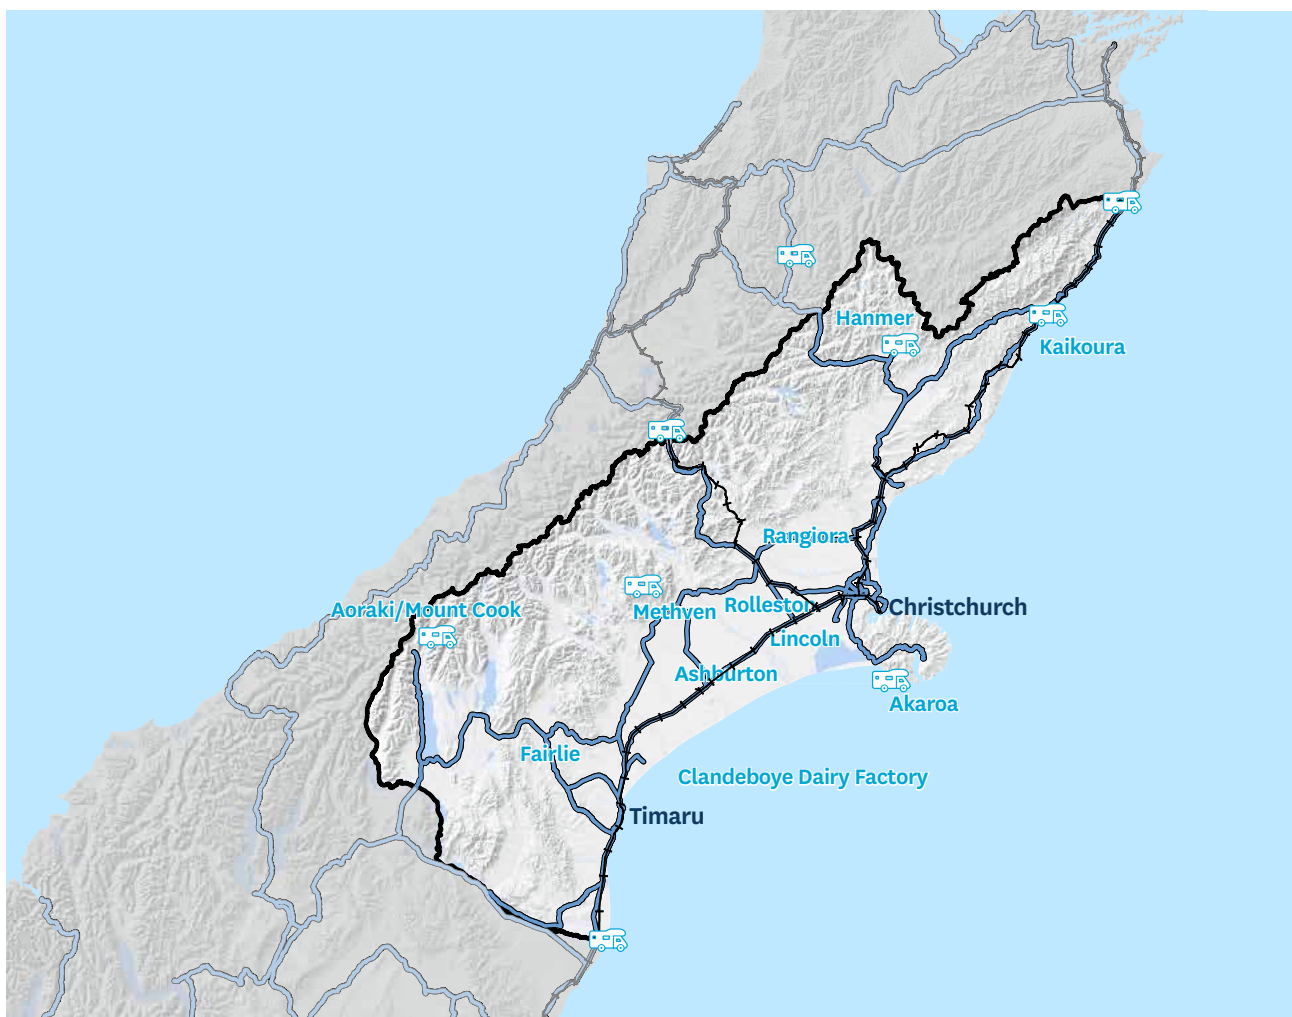 Hanmer
Kaikoura
Rangiora
Aoraki/Mount Cook
Methven
Rolleston
Christchurch
Lincoln
Ashburton
Akaroa
Fairlie
Clandeboye Dairy Factory
Timaru